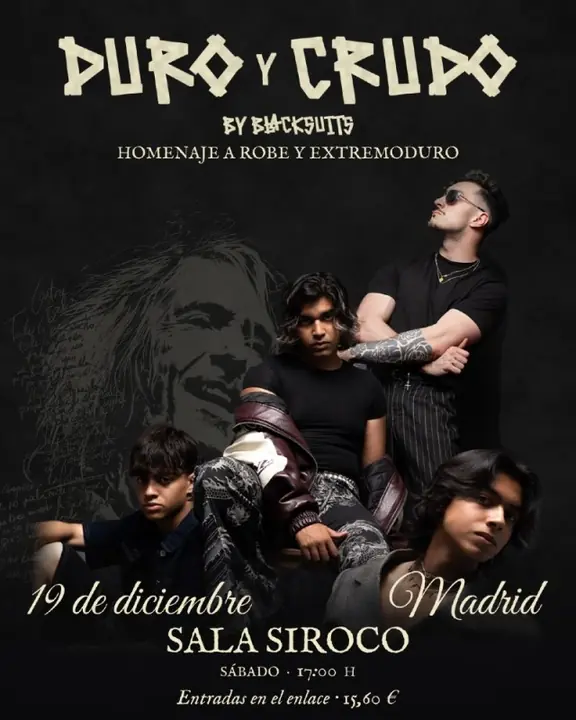 DURO Y CRUDO
BY BLACKSUITS
HOMENAJE A ROBE Y EXTREMODURO
19 de diciembre
Madrid
SALA SIROCO
SÁBADO · 17:00 H
Entradas en el enlace · 15,60 €